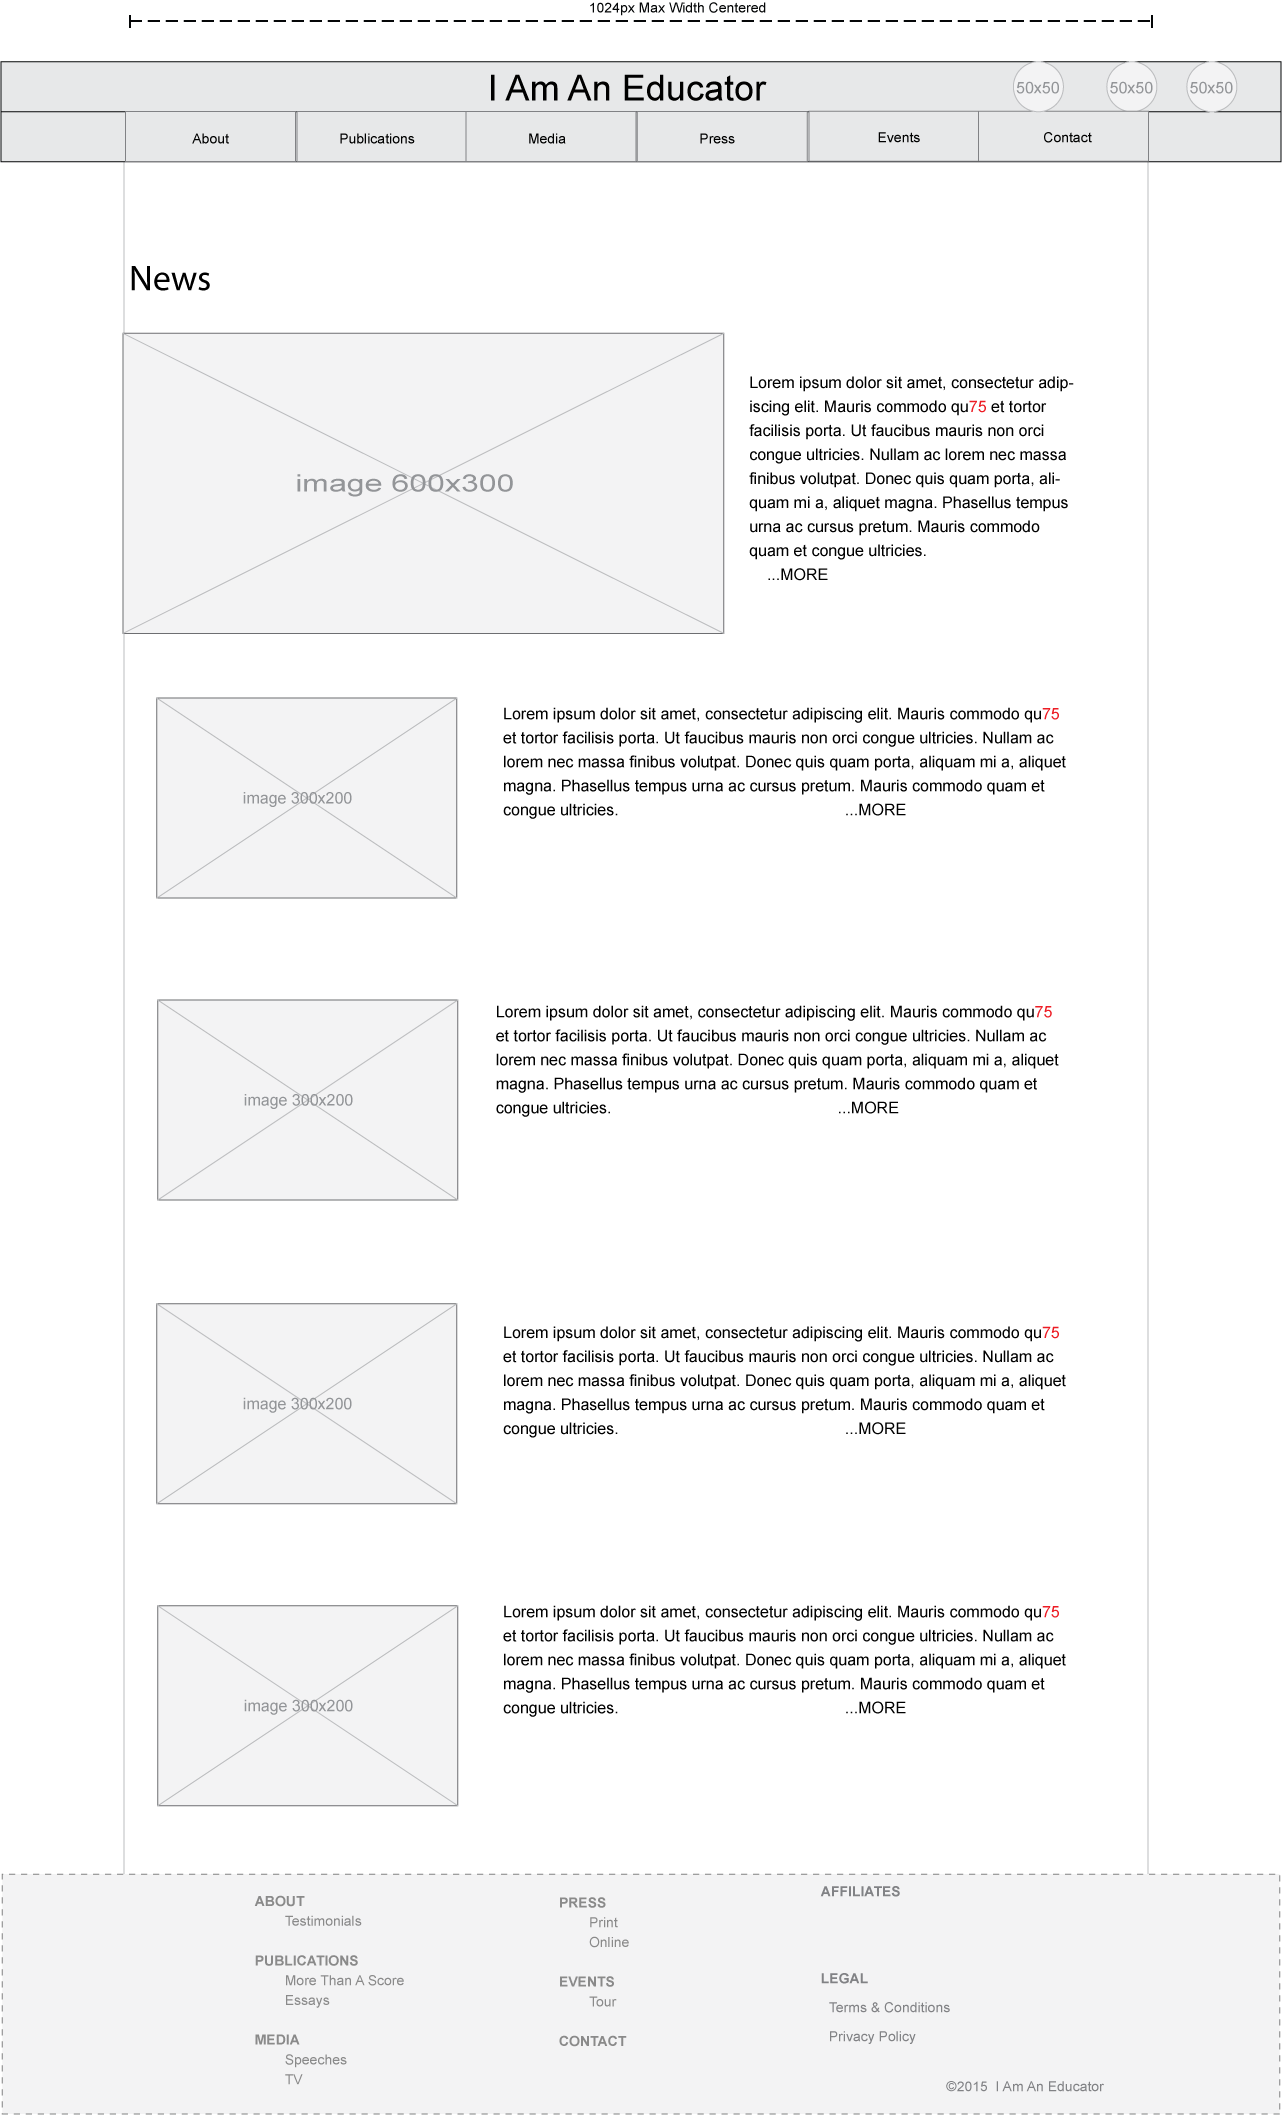 1024px Max Width Centered
I Am An Educator
50x50
50x50
50x50
About
Publications
Media
Press
Events
Contact
News
image 600x300
Lorem ipsum dolor sit amet, consectetur adip-
iscing elit. Mauris commodo qu75 et tortor
facilisis porta. Ut faucibus mauris non orci
congue ultricies. Nullam ac lorem nec massa
finibus volutpat. Donec quis quam porta, ali-
quam mi a, aliquet magna. Phasellus tempus
urna ac cursus pretum. Mauris commodo
quam et congue ultricies.
...MORE
image 300x200
Lorem ipsum dolor sit amet, consectetur adipiscing elit. Mauris commodo qu75
et tortor facilisis porta. Ut faucibus mauris non orci congue ultricies. Nullam ac
lorem nec massa finibus volutpat. Donec quis quam porta, aliquam mi a, aliquet
magna. Phasellus tempus urna ac cursus pretum. Mauris commodo quam et
congue ultricies. ...MORE
image 300x200
Lorem ipsum dolor sit amet, consectetur adipiscing elit. Mauris commodo qu75
et tortor facilisis porta. Ut faucibus mauris non orci congue ultricies. Nullam ac
lorem nec massa finibus volutpat. Donec quis quam porta, aliquam mi a, aliquet
magna. Phasellus tempus urna ac cursus pretum. Mauris commodo quam et
congue ultricies. ...MORE
image 300x200
Lorem ipsum dolor sit amet, consectetur adipiscing elit. Mauris commodo qu75
et tortor facilisis porta. Ut faucibus mauris non orci congue ultricies. Nullam ac
lorem nec massa finibus volutpat. Donec quis quam porta, aliquam mi a, aliquet
magna. Phasellus tempus urna ac cursus pretum. Mauris commodo quam et
congue ultricies. ...MORE
image 300x200
Lorem ipsum dolor sit amet, consectetur adipiscing elit. Mauris commodo qu75
et tortor facilisis porta. Ut faucibus mauris non orci congue ultricies. Nullam ac
lorem nec massa finibus volutpat. Donec quis quam porta, aliquam mi a, aliquet
magna. Phasellus tempus urna ac cursus pretum. Mauris commodo quam et
congue ultricies. ...MORE
ABOUT
Testimonials
PUBLICATIONS
More Than A Score
Essays
MEDIA
Speeches
TV
PRESS
Print
Online
EVENTS
Tour
CONTACT
AFFILIATES
LEGAL
Terms & Conditions
Privacy Policy
©2015 I Am An Educator